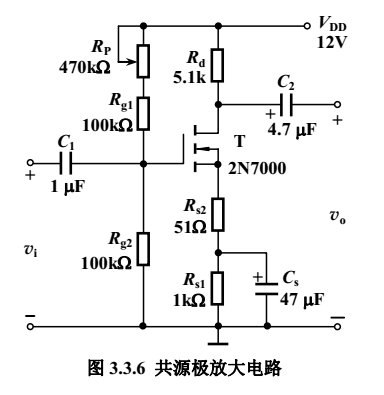 V_DD
12V
R_P
470kΩ
R_d
5.1k
C_2
+
+
4.7 μF
R_g1
100kΩ
T
2N7000
C_1
+
1 μF
R_s2
51Ω
v_i
R_g2
100kΩ
v_o
R_s1
1kΩ
+
C_s
47 μF
−
−
图 3.3.6 共源极放大电路